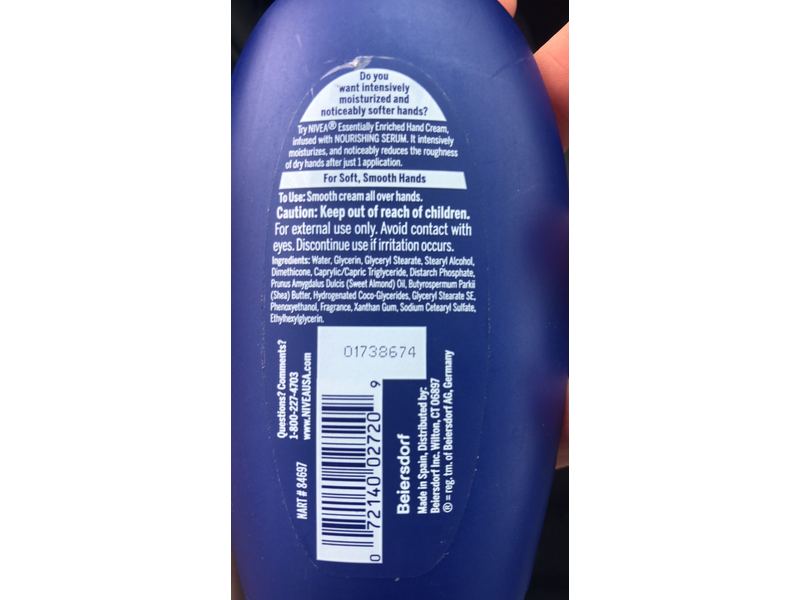 Do you
want intensively
moisturized and
noticeably softer hands?
Try NIVEA® Essentially Enriched Hand Cream,
infused with NOURISHING SERUM. It intensively
moisturizes, and noticeably reduces the roughness
of dry hands after just 1 application.
For Soft, Smooth Hands
To Use: Smooth cream all over hands.
Caution: Keep out of reach of children.
For external use only. Avoid contact with
eyes. Discontinue use if irritation occurs.
Ingredients: Water, Glycerin, Glyceryl Stearate, Stearyl Alcohol,
Dimethicone, Caprylic/Capric Triglyceride, Distarch Phosphate,
Prunus Amygdalus Dulcis (Sweet Almond) Oil, Butyrospermum Parkii
(Shea) Butter, Hydrogenated Coco-Glycerides, Glyceryl Stearate SE,
Phenoxyethanol, Fragrance, Xanthan Gum, Sodium Cetearyl Sulfate,
Ethylhexylglycerin.
01738674
Questions? Comments?
1-800-227-4703
www.NIVEAUSA.com
NART # 84697
0 72140 02720 9
Beiersdorf
Made in Spain, Distributed by:
Beiersdorf Inc. Wilton, CT 06897
® = reg. tm. of Beiersdorf AG, Germany